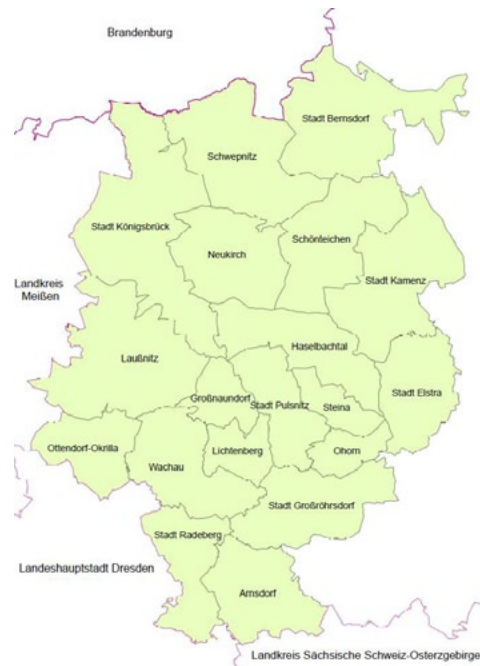 Brandenburg
Stadt Bernsdorf
Schwepnitz
Stadt Königsbrück
Schönteichen
Neukirch
Stadt Kamenz
Landkreis
Meißen
Haselbachtal
Laußnitz
Stadt Elstra
Großnaundorf
Stadt Pulsnitz
Steina
Ottendorf-Okrilla
Lichtenberg
Ohorn
Wachau
Stadt Großröhrsdorf
Stadt Radeberg
Landeshauptstadt Dresden
Arnsdorf
Landkreis Sächsische Schweiz-Osterzgebirge